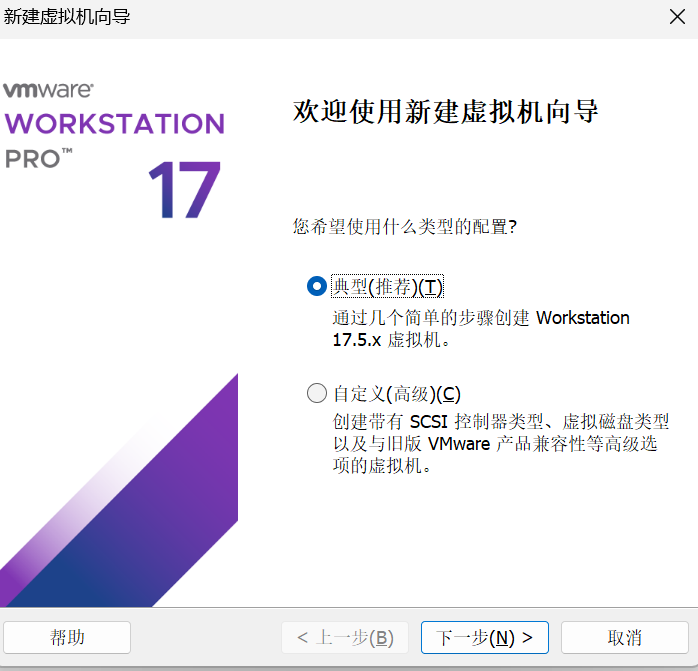 新建虚拟机向导
vmware®
WORKSTATION
PRO™
17
欢迎使用新建虚拟机向导
您希望使用什么类型的配置?
典型(推荐)(T)
通过几个简单的步骤创建 Workstation
17.5.x 虚拟机。
自定义(高级)(C)
创建带有 SCSI 控制器类型、虚拟磁盘类型
以及与旧版 VMware 产品兼容性等高级选
项的虚拟机。
帮助
< 上一步(B)
下一步(N) >
取消